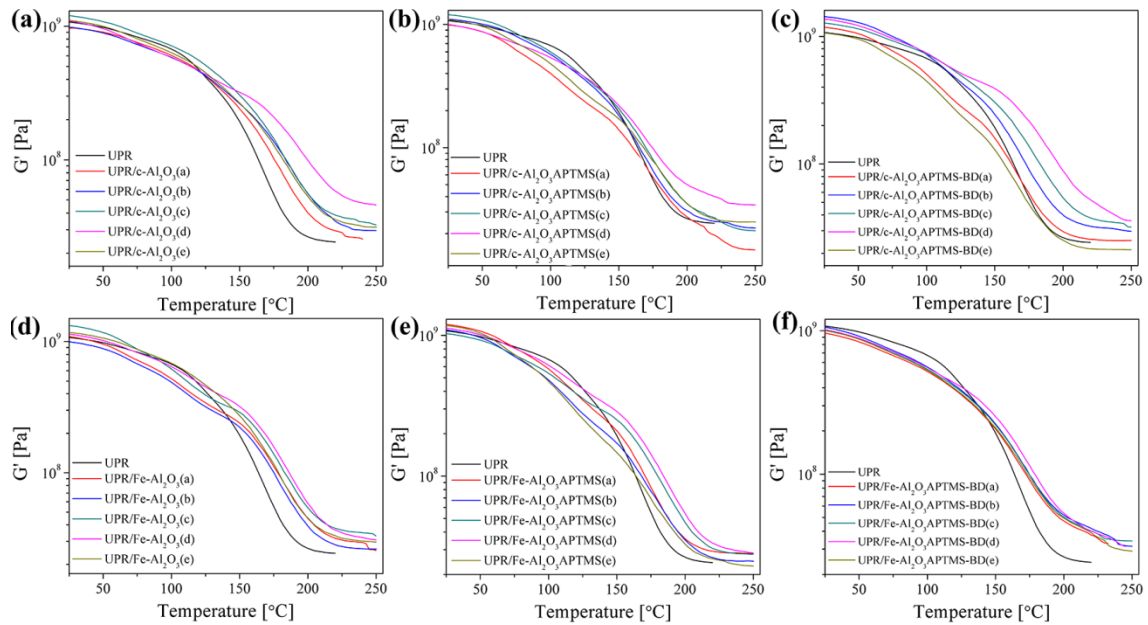 (a)
G' [Pa]
10⁹
10⁸
UPR
UPR/c-Al₂O₃(a)
UPR/c-Al₂O₃(b)
UPR/c-Al₂O₃(c)
UPR/c-Al₂O₃(d)
UPR/c-Al₂O₃(e)
50 100 150 200 250
Temperature [°C]
(b)
G' [Pa]
10⁹
10⁸
UPR
UPR/c-Al₂O₃APTMS(a)
UPR/c-Al₂O₃APTMS(b)
UPR/c-Al₂O₃APTMS(c)
UPR/c-Al₂O₃APTMS(d)
UPR/c-Al₂O₃APTMS(e)
50 100 150 200 250
Temperature [°C]
(c)
G' [Pa]
10⁹
10⁸
UPR
UPR/c-Al₂O₃APTMS-BD(a)
UPR/c-Al₂O₃APTMS-BD(b)
UPR/c-Al₂O₃APTMS-BD(c)
UPR/c-Al₂O₃APTMS-BD(d)
UPR/c-Al₂O₃APTMS-BD(e)
50 100 150 200 250
Temperature [°C]
(d)
G' [Pa]
10⁹
10⁸
UPR
UPR/Fe-Al₂O₃(a)
UPR/Fe-Al₂O₃(b)
UPR/Fe-Al₂O₃(c)
UPR/Fe-Al₂O₃(d)
UPR/Fe-Al₂O₃(e)
50 100 150 200 250
Temperature [°C]
(e)
G' [Pa]
10⁹
10⁸
UPR
UPR/Fe-Al₂O₃APTMS(a)
UPR/Fe-Al₂O₃APTMS(b)
UPR/Fe-Al₂O₃APTMS(c)
UPR/Fe-Al₂O₃APTMS(d)
UPR/Fe-Al₂O₃APTMS(e)
50 100 150 200 250
Temperature [°C]
(f)
G' [Pa]
10⁹
10⁸
UPR
UPR/Fe-Al₂O₃APTMS-BD(a)
UPR/Fe-Al₂O₃APTMS-BD(b)
UPR/Fe-Al₂O₃APTMS-BD(c)
UPR/Fe-Al₂O₃APTMS-BD(d)
UPR/Fe-Al₂O₃APTMS-BD(e)
50 100 150 200 250
Temperature [°C]